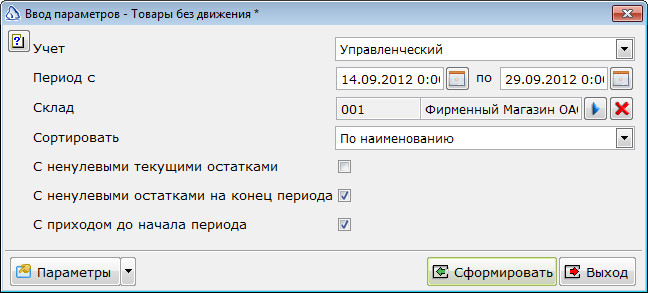 Ввод параметров - Товары без движения *
Учет Управленческий
Период с 14.09.2012 0:0 по 29.09.2012 0:0
Склад 001 Фирменный Магазин ОА
Сортировать По наименованию
С ненулевыми текущими остатками
С ненулевыми остатками на конец периода
С приходом до начала периода
Параметры Сформировать Выход